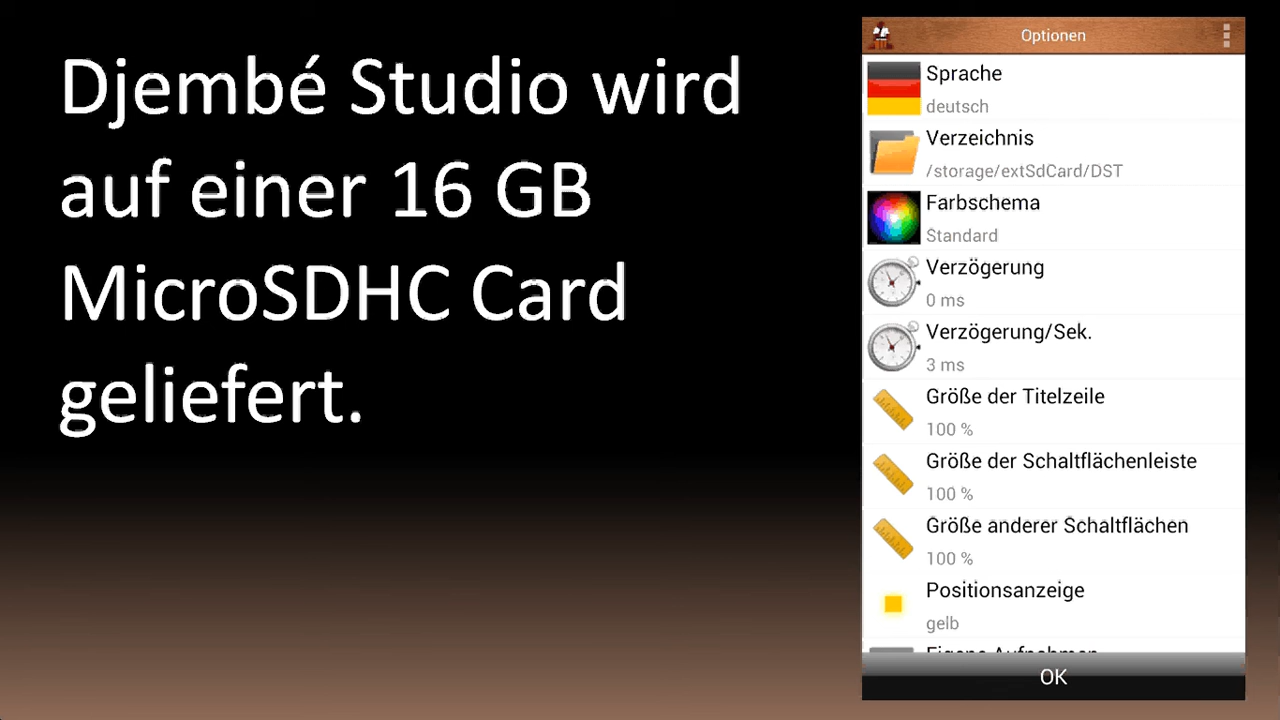 Djembé Studio wird
auf einer 16 GB
MicroSDHC Card
geliefert.
Optionen
Sprache
deutsch
Verzeichnis
/storage/extSdCard/DST
Farbschema
Standard
Verzögerung
0 ms
Verzögerung/Sek.
3 ms
Größe der Titelzeile
100 %
Größe der Schaltflächenleiste
100 %
Größe anderer Schaltflächen
100 %
Positionsanzeige
gelb
Eigene Aufnahmen
OK